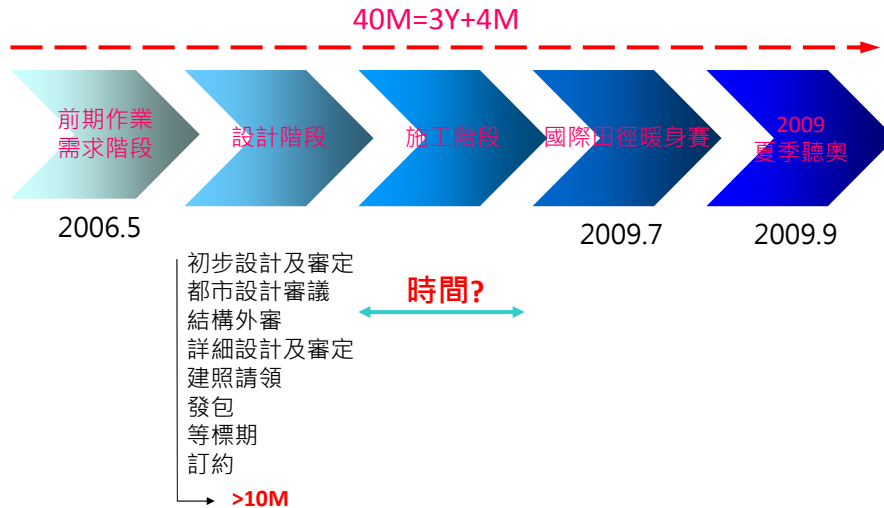 40M=3Y+4M
前期作業
需求階段
設計階段
施工階段
國際田徑暖身賽
2009
夏季聽奧
2006.5
2009.7
2009.9
初步設計及審定
都市設計審議
結構外審
詳細設計及審定
建照請領
發包
等標期
訂約
>10M
時間?